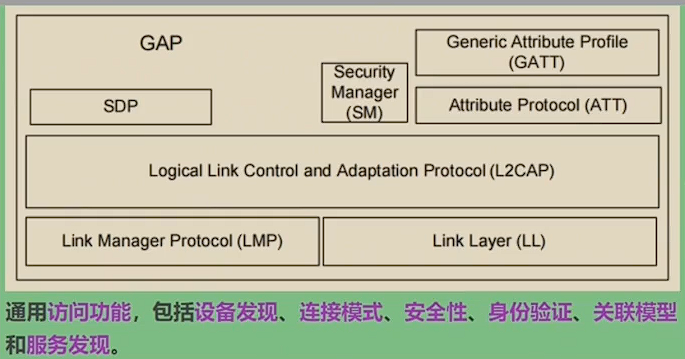 GAP
Generic Attribute Profile
(GATT)
Security
Manager
(SM)
SDP
Attribute Protocol (ATT)
Logical Link Control and Adaptation Protocol (L2CAP)
Link Manager Protocol (LMP)
Link Layer (LL)
通用访问功能，包括设备发现、连接模式、安全性、身份验证、关联模型
和服务发现。